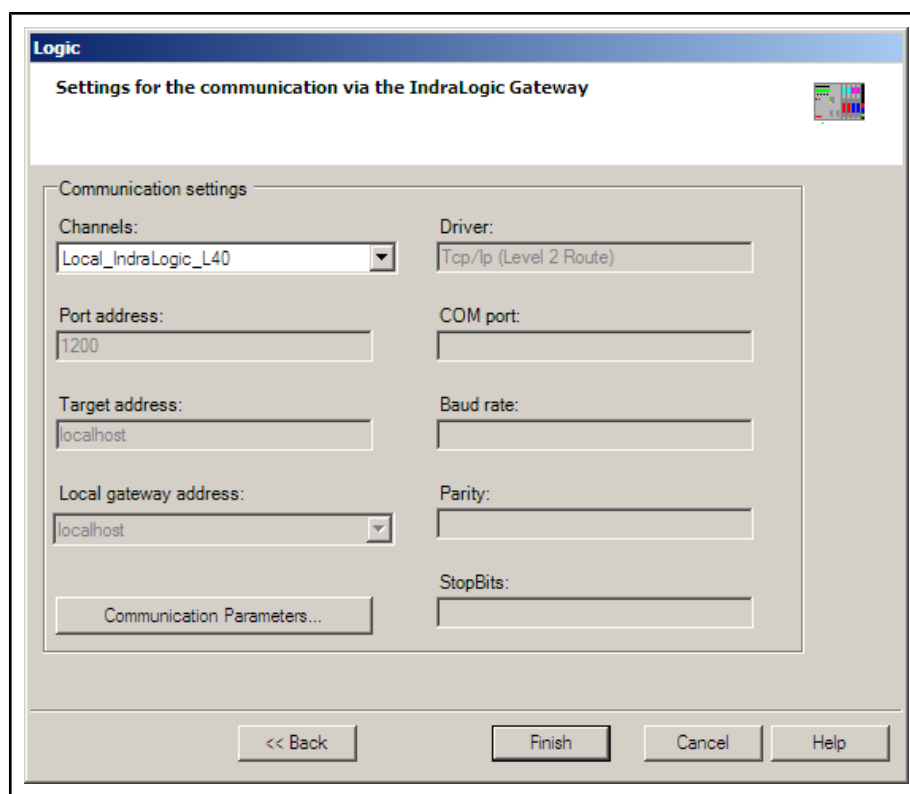 Logic
Settings for the communication via the IndraLogic Gateway
Communication settings
Channels:
Local_IndraLogic_L40
Driver:
Tcp/Ip (Level 2 Route)
Port address:
1200
COM port:
Target address:
localhost
Baud rate:
Local gateway address:
localhost
Parity:
StopBits:
Communication Parameters...
<< Back
Finish
Cancel
Help